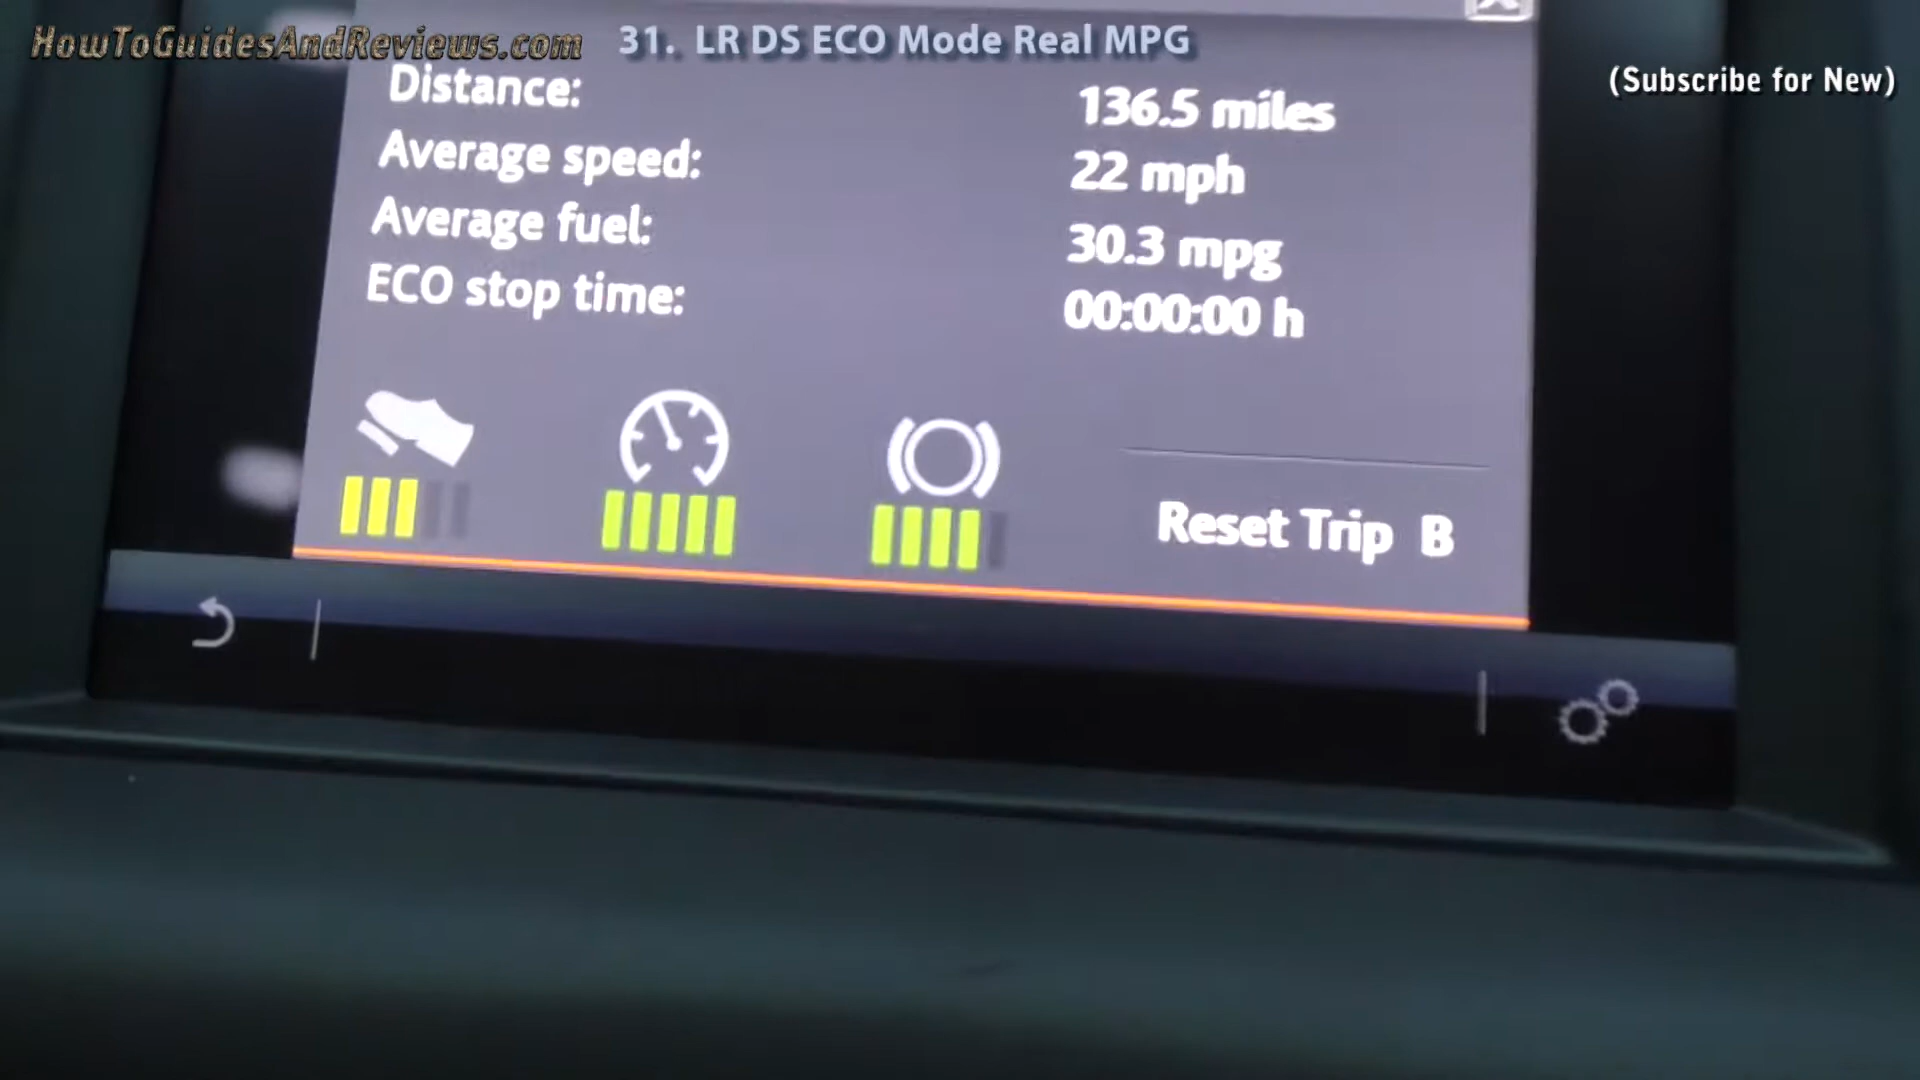 HowToGuidesAndReviews.com
31. LR DS ECO Mode Real MPG
(Subscribe for New)
Distance: 136.5 miles
Average speed: 22 mph
Average fuel: 30.3 mpg
ECO stop time: 00:00:00 h
Reset Trip B